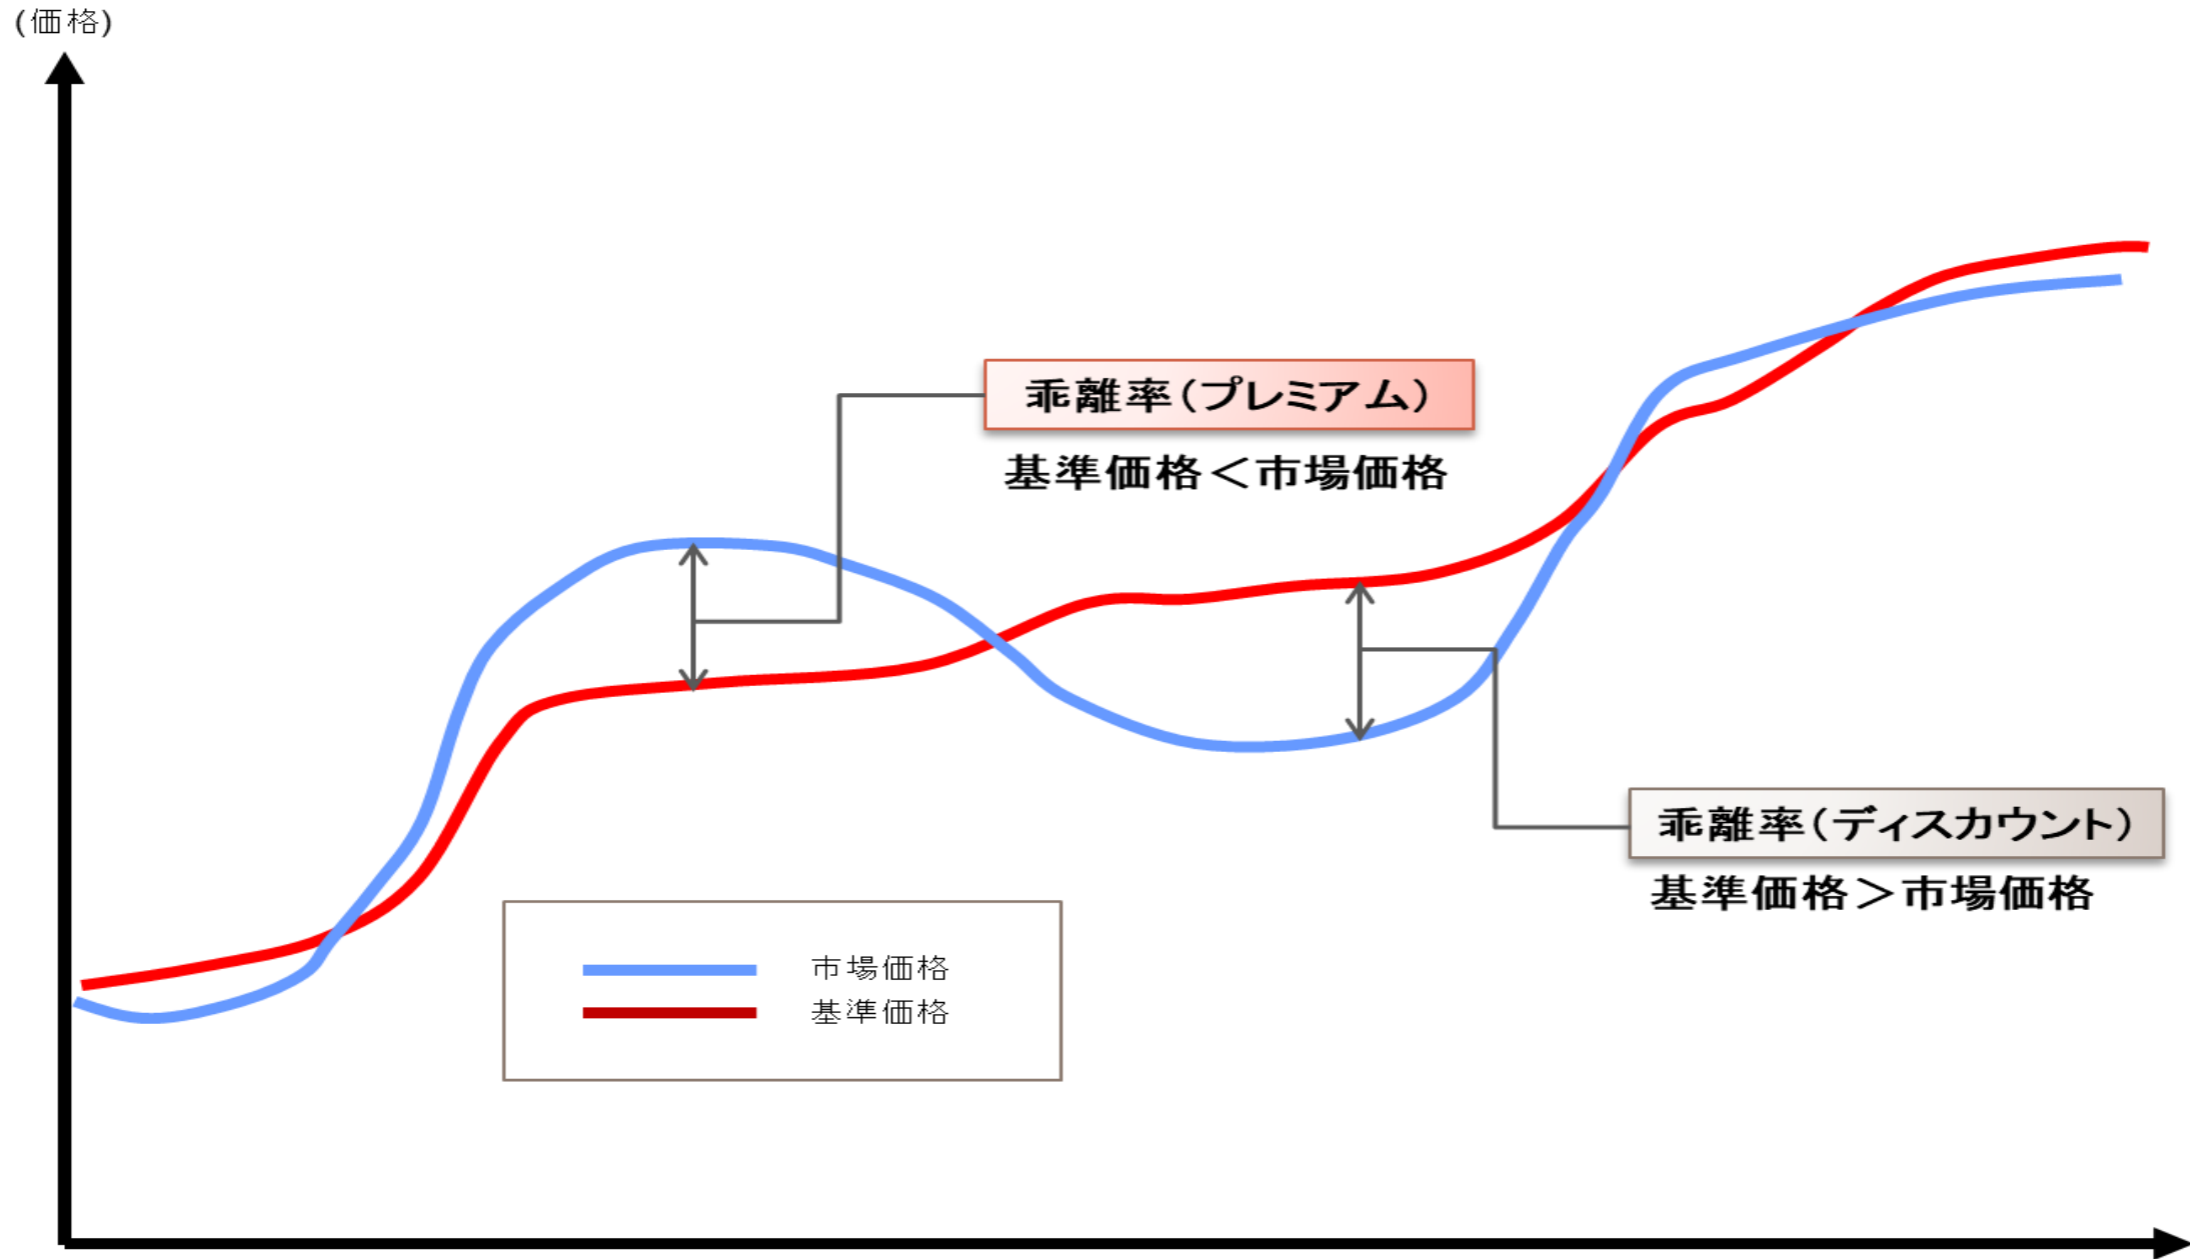 (価格)
乖離率（プレミアム）
基準価格＜市場価格
乖離率（ディスカウント）
基準価格＞市場価格
市場価格
基準価格